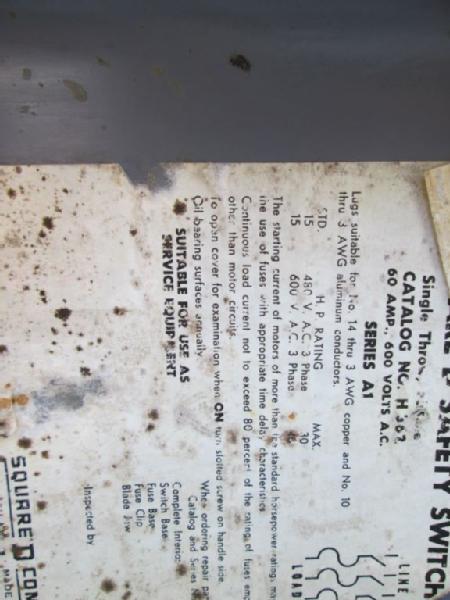 SAFETY SWITCH
Single Throw,
CATALOG NO. H 362
60 AMP., 600 VOLTS A.C.
SERIES A1
Lugs suitable for No. 14 thru 3 AWG copper and No. 10
thru 3 AWG aluminum conductors.
H. P. RATING
STD. MAX.
15 480 V. A.C. 3 Phase 30
15 600 V. A.C. 3 Phase
The starting current of motors of more than the standard horsepower rating, may
the use of fuses with appropriate time delay characteristics.
Continuous load current not to exceed 80 percent of the rating of fuses
other than motor circuits.
To open cover for examination when ON turn slotted screw on handle side.
Oil bearing surfaces annually.
SUITABLE FOR USE AS
SERVICE EQUIPMENT
LINE
LOAD
When ordering repair
Catalog and Series
Complete Interior
Switch Base
Fuse Base
Fuse Clip
Blade
Inspected by
SQUARE D COM
MADE